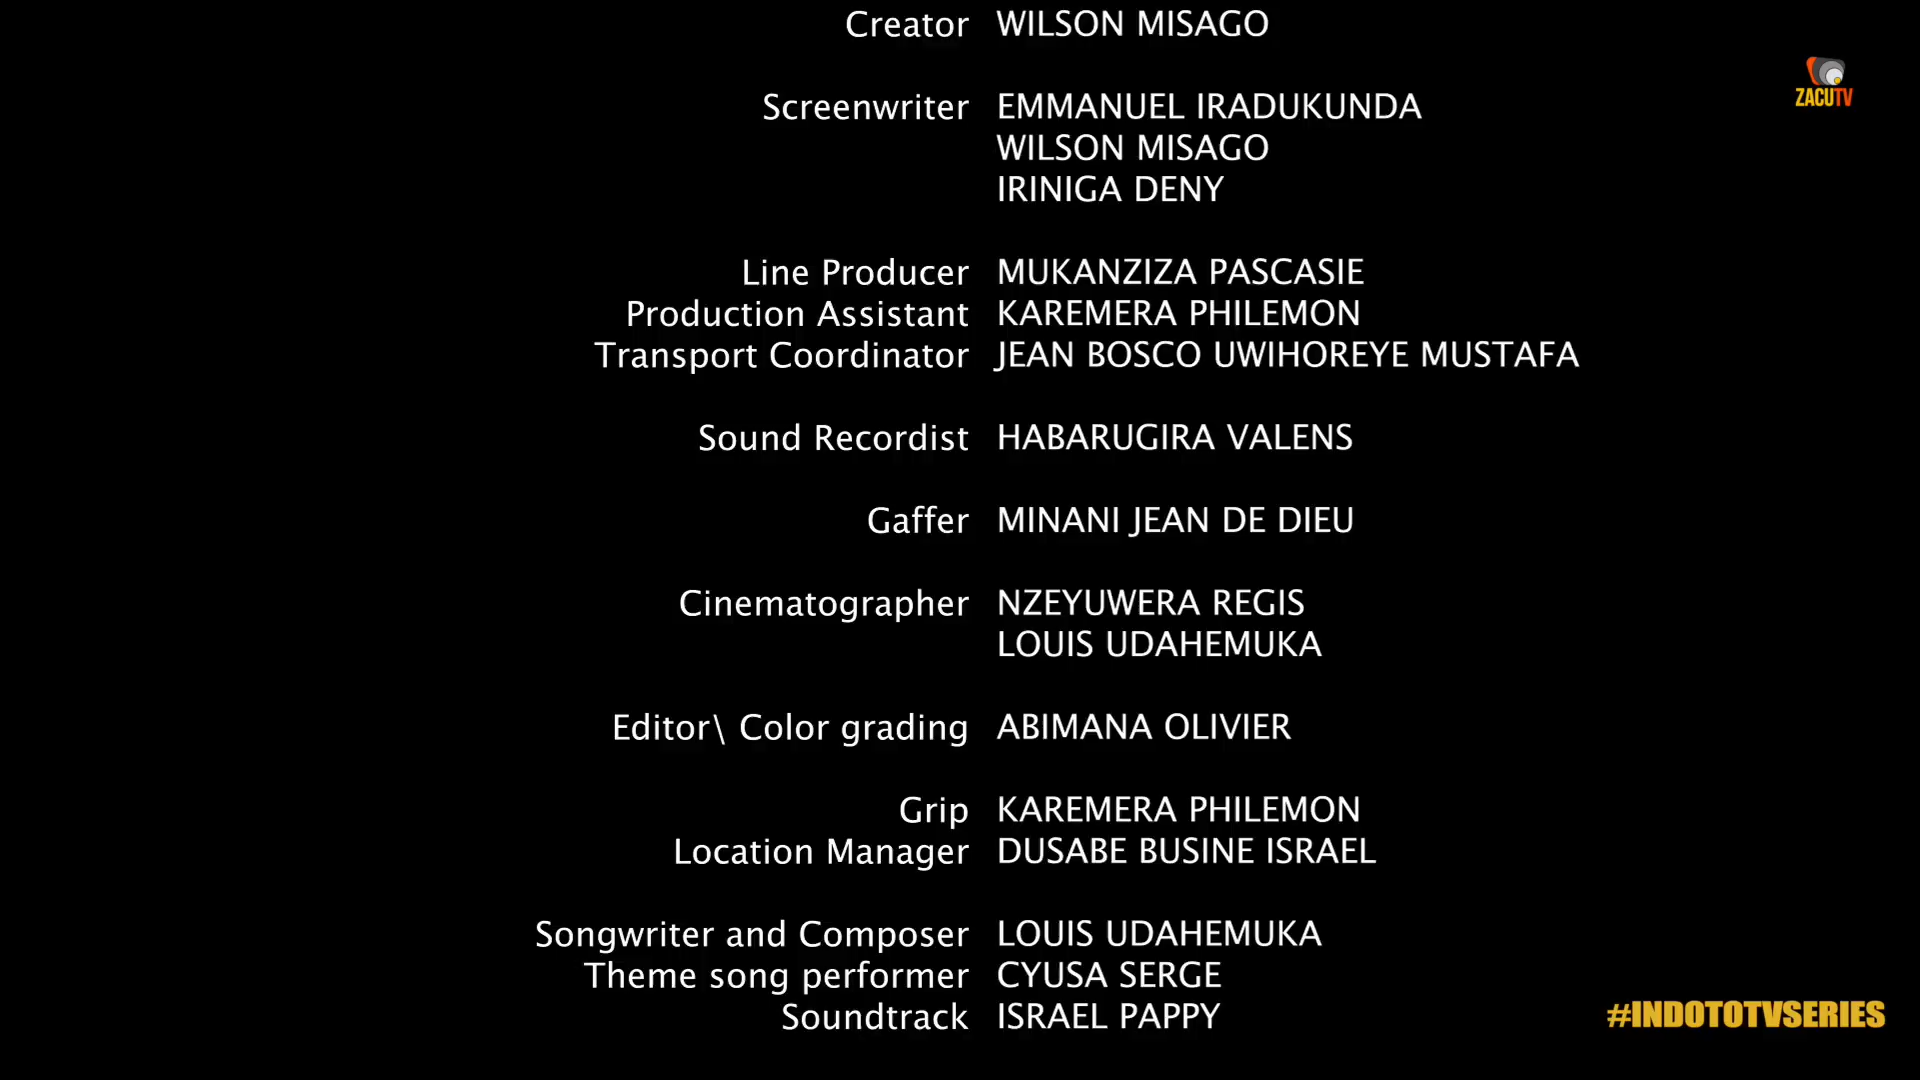 Creator WILSON MISAGO
ZACUTV
Screenwriter EMMANUEL IRADUKUNDA
WILSON MISAGO
IRINIGA DENY
Line Producer MUKANZIZA PASCASIE
Production Assistant KAREMERA PHILEMON
Transport Coordinator JEAN BOSCO UWIHOREYE MUSTAFA
Sound Recordist HABARUGIRA VALENS
Gaffer MINANI JEAN DE DIEU
Cinematographer NZEYUWERA REGIS
LOUIS UDAHEMUKA
Editor\ Color grading ABIMANA OLIVIER
Grip KAREMERA PHILEMON
Location Manager DUSABE BUSINE ISRAEL
Songwriter and Composer LOUIS UDAHEMUKA
Theme song performer CYUSA SERGE
Soundtrack ISRAEL PAPPY
#INDOTOTVSERIES